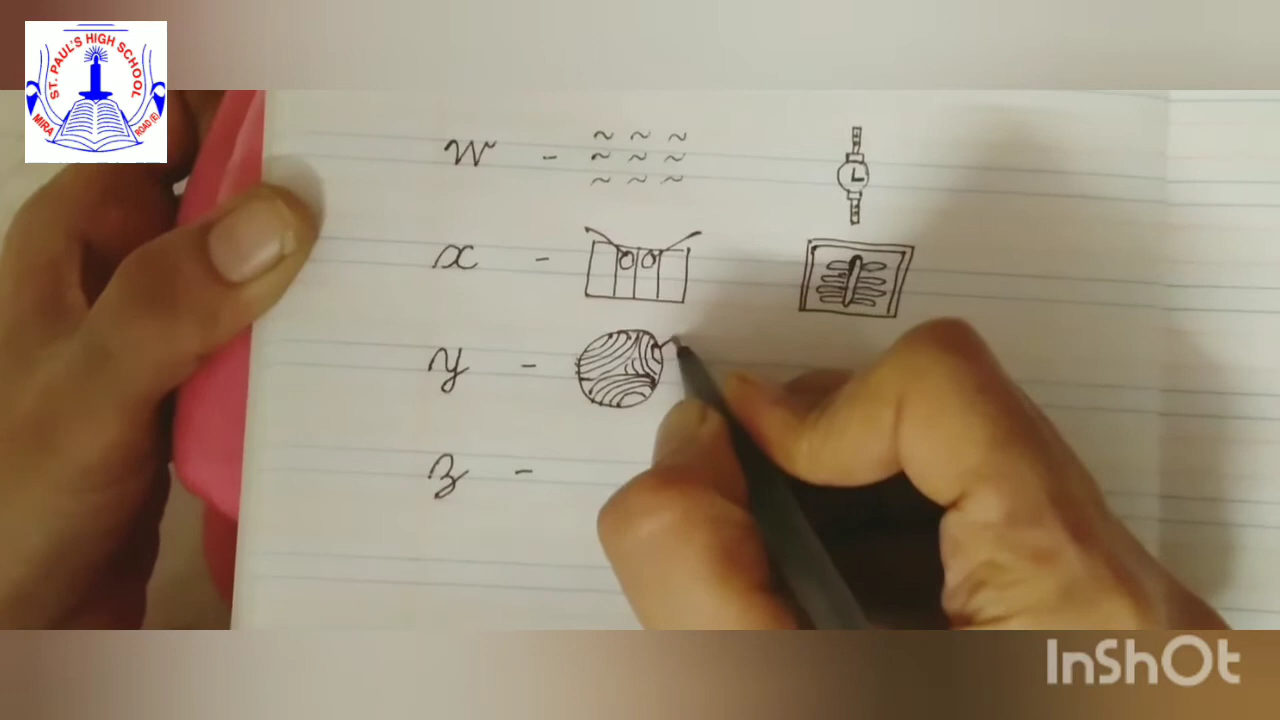 ST. PAUL'S HIGH SCHOOL
MIRA ROAD (E)
w -
x -
y -
z -
InShOt